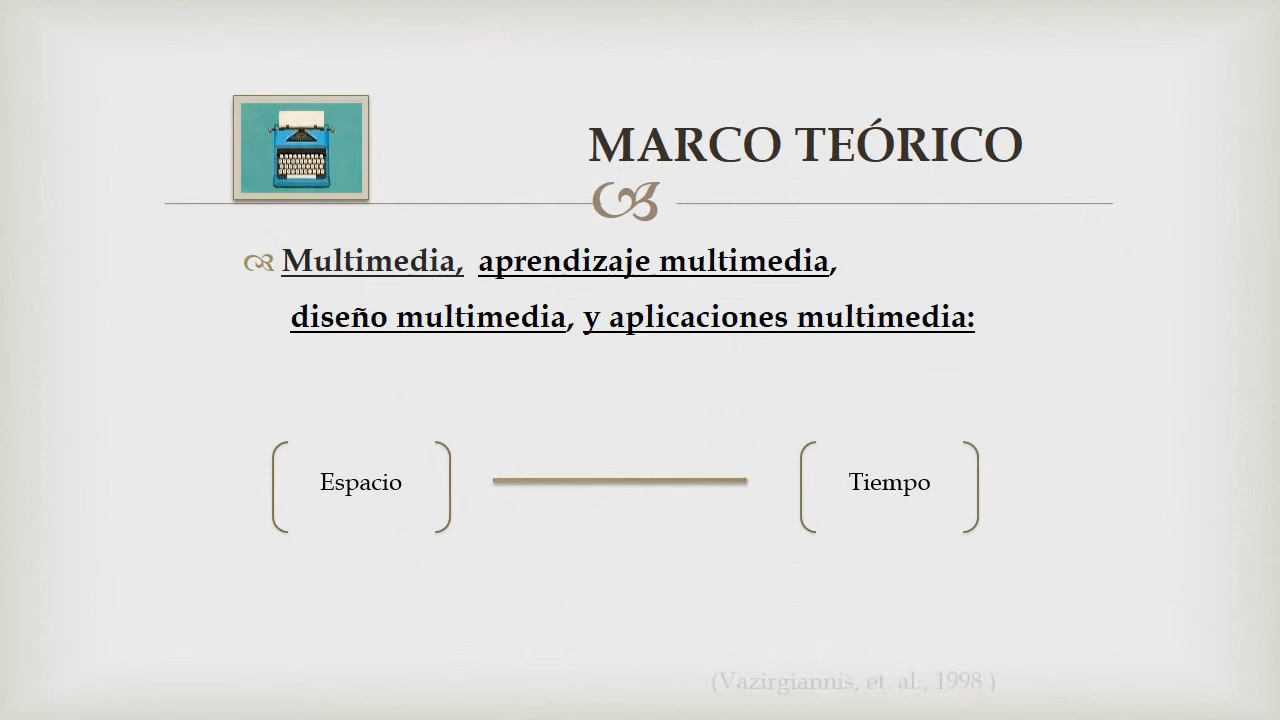 MARCO TEÓRICO
Multimedia, aprendizaje multimedia,
diseño multimedia, y aplicaciones multimedia:
Espacio
Tiempo
(Vazirgiannis, et. al., 1998 )